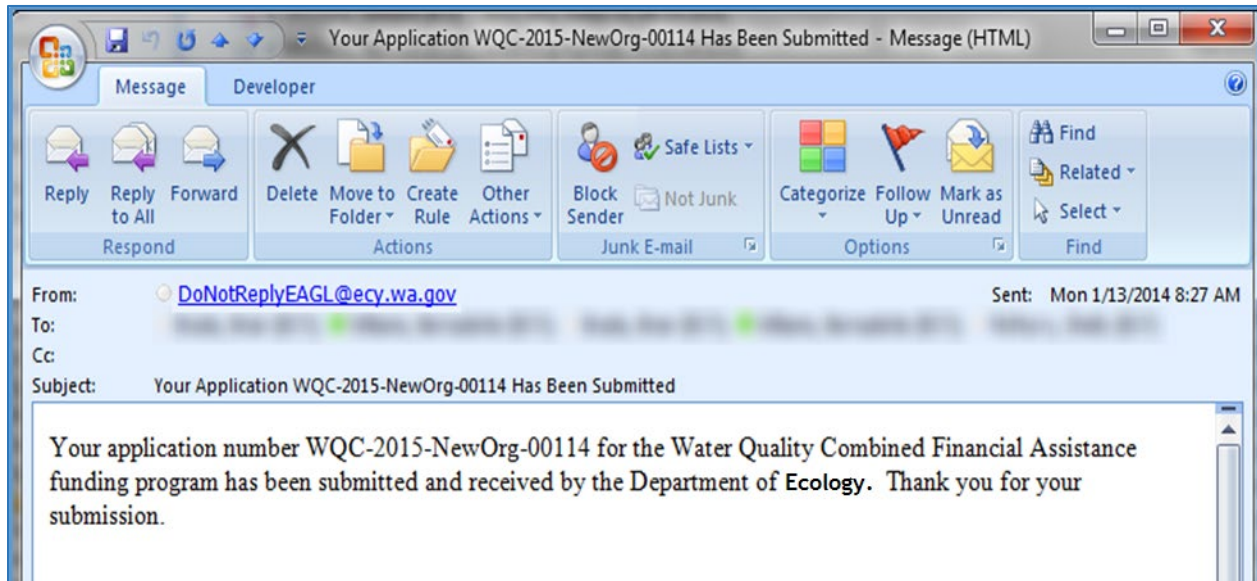 Your Application WQC-2015-NewOrg-00114 Has Been Submitted - Message (HTML)
Message Developer
Reply Reply to All Forward
Delete Move to Folder Create Rule Other Actions
Block Sender Safe Lists Not Junk
Categorize Follow Up Mark as Unread
Find
Related
Select
Respond Actions Junk E-mail Options Find
From: DoNotReplyEAGL@ecy.wa.gov Sent: Mon 1/13/2014 8:27 AM
To:
Cc:
Subject: Your Application WQC-2015-NewOrg-00114 Has Been Submitted
Your application number WQC-2015-NewOrg-00114 for the Water Quality Combined Financial Assistance
funding program has been submitted and received by the Department of Ecology. Thank you for your
submission.